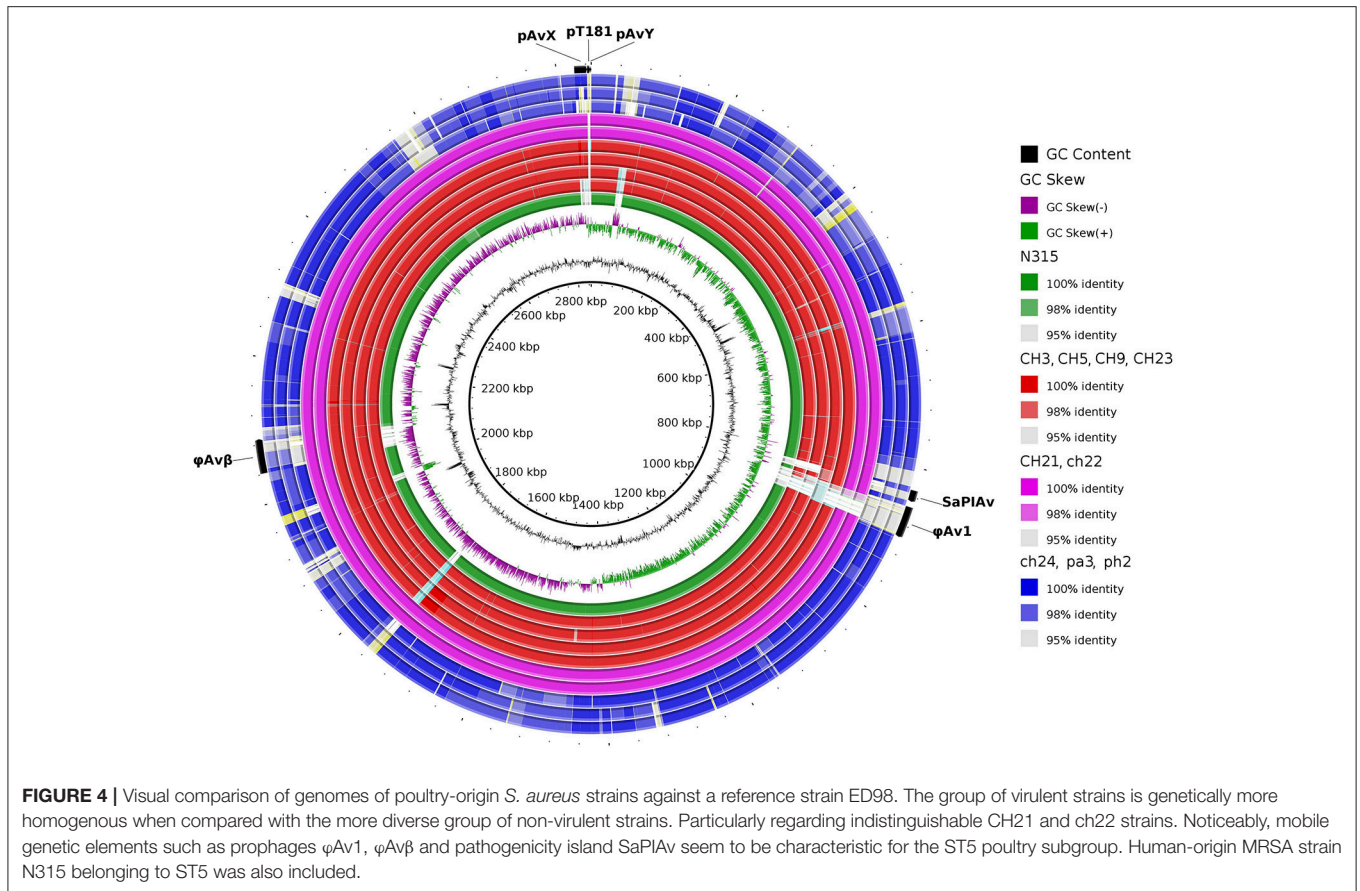 pAvX pT181 pAvY
φAvβ
SaPIAv
φAv1
2800 kbp
200 kbp
400 kbp
600 kbp
800 kbp
1000 kbp
1200 kbp
1400 kbp
1600 kbp
1800 kbp
2000 kbp
2200 kbp
2400 kbp
2600 kbp
GC Content
GC Skew
GC Skew(-)
GC Skew(+)
N315
100% identity
98% identity
95% identity
CH3, CH5, CH9, CH23
100% identity
98% identity
95% identity
CH21, ch22
100% identity
98% identity
95% identity
ch24, pa3, ph2
100% identity
98% identity
95% identity
FIGURE 4 | Visual comparison of genomes of poultry-origin S. aureus strains against a reference strain ED98. The group of virulent strains is genetically more
homogenous when compared with the more diverse group of non-virulent strains. Particularly regarding indistinguishable CH21 and ch22 strains. Noticeably, mobile
genetic elements such as prophages φAv1, φAvβ and pathogenicity island SaPIAv seem to be characteristic for the ST5 poultry subgroup. Human-origin MRSA strain
N315 belonging to ST5 was also included.